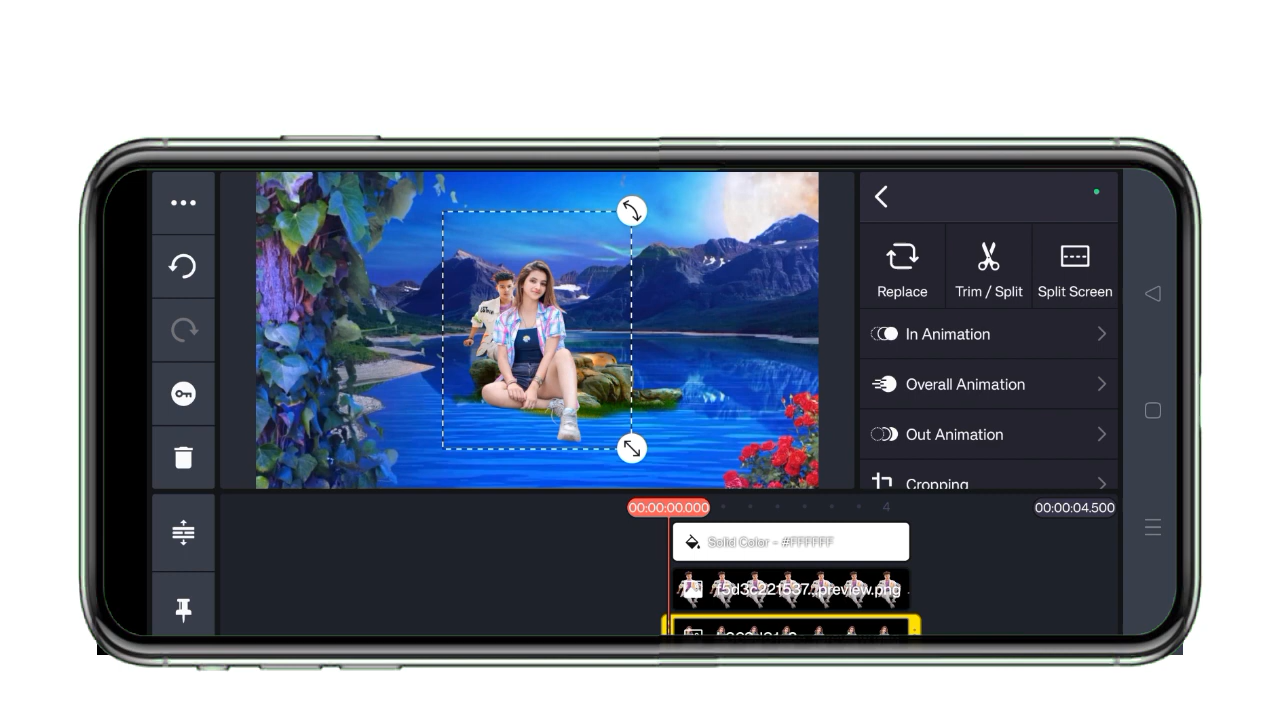 Replace
Trim / Split
Split Screen
In Animation
Overall Animation
Out Animation
Cropping
00:00:00.000
4
00:00:04.500
Solid Color - #FFFFFF
f5d3c221537...preview.png